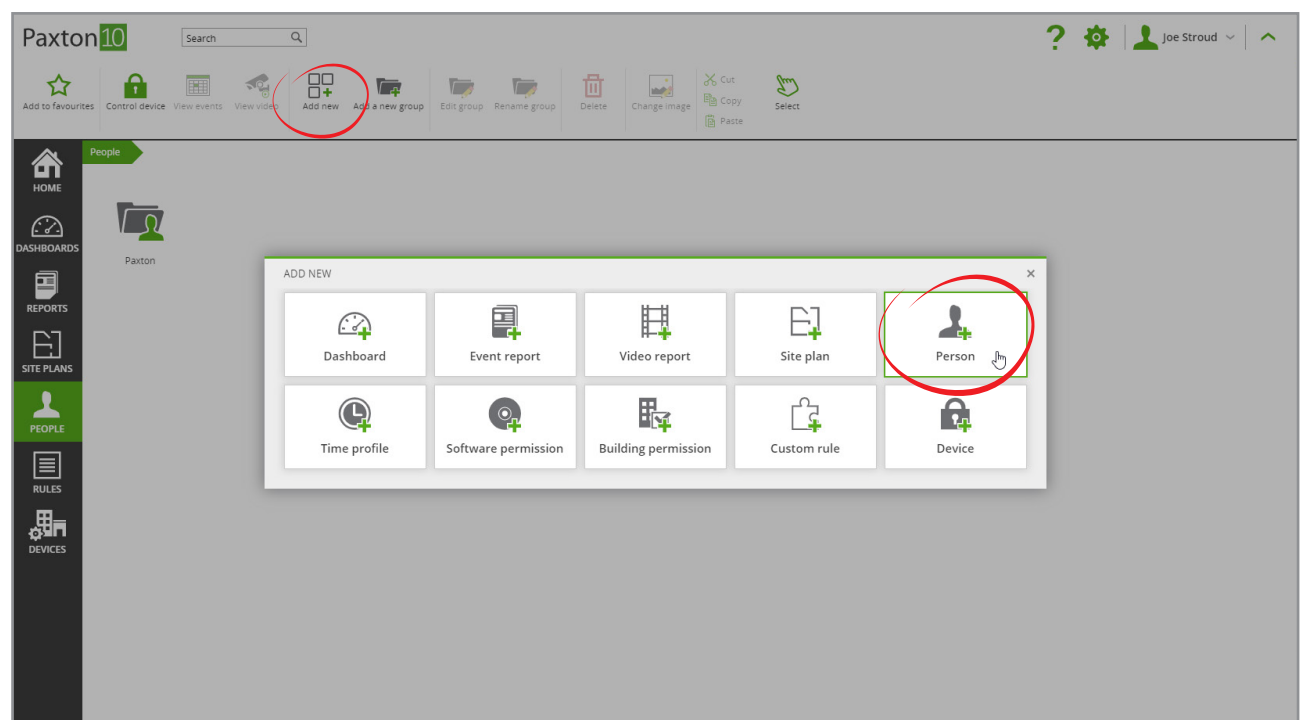 Paxton10
Search
Joe Stroud
Add to favourites
Control device
View events
View video
Add new
Add a new group
Edit group
Rename group
Delete
Change image
Cut
Copy
Paste
Select
HOME
DASHBOARDS
REPORTS
SITE PLANS
PEOPLE
RULES
DEVICES
People
Paxton
ADD NEW
Dashboard
Event report
Video report
Site plan
Person
Time profile
Software permission
Building permission
Custom rule
Device